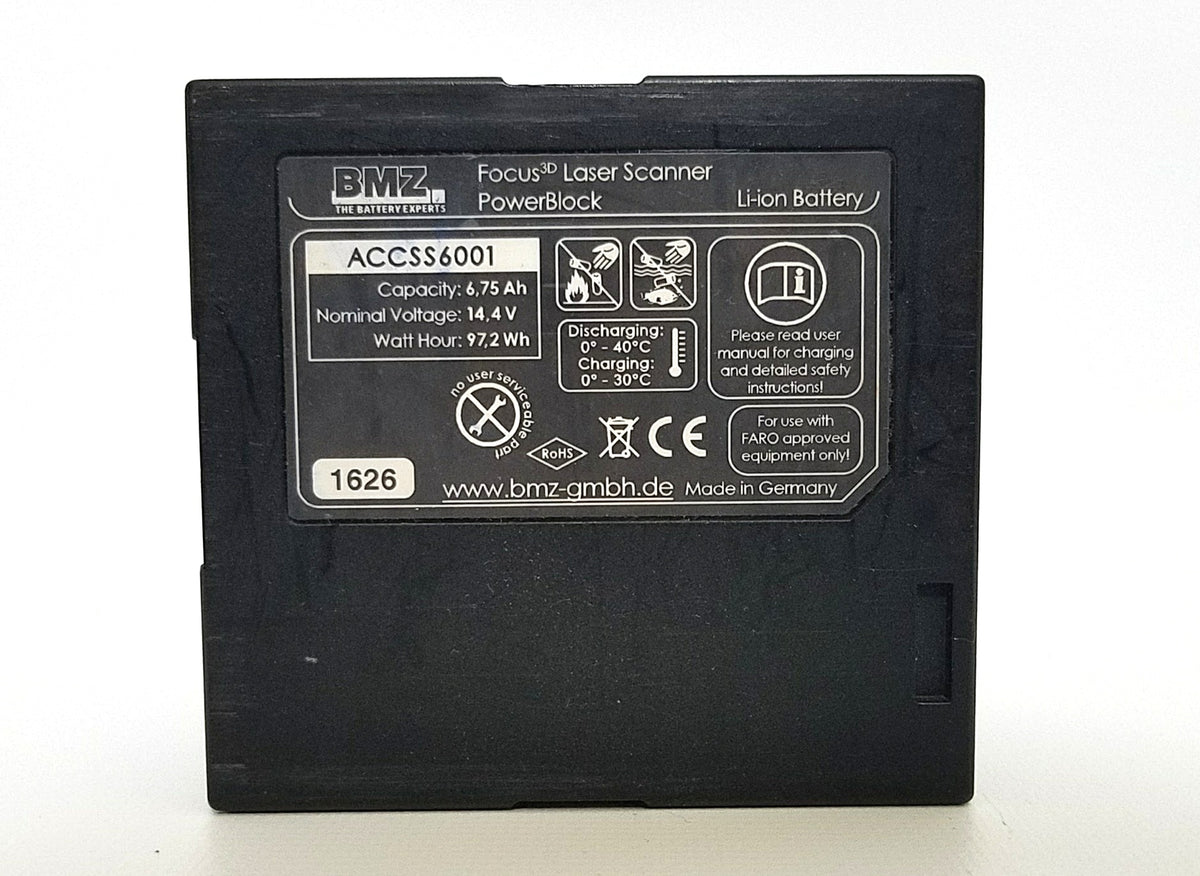 BMZ
THE BATTERY EXPERTS
Focus3D Laser Scanner
PowerBlock
Li-ion Battery
ACCSS6001
Capacity: 6,75 Ah
Nominal Voltage: 14,4 V
Watt Hour: 97,2 Wh
Discharging:
0° - 40°C
Charging:
0° - 30°C
i
Please read user
manual for charging
and detailed safety
instructions!
no user serviceable part
RoHS
CE
For use with
FARO approved
equipment only!
1626
www.bmz-gmbh.de
Made in Germany